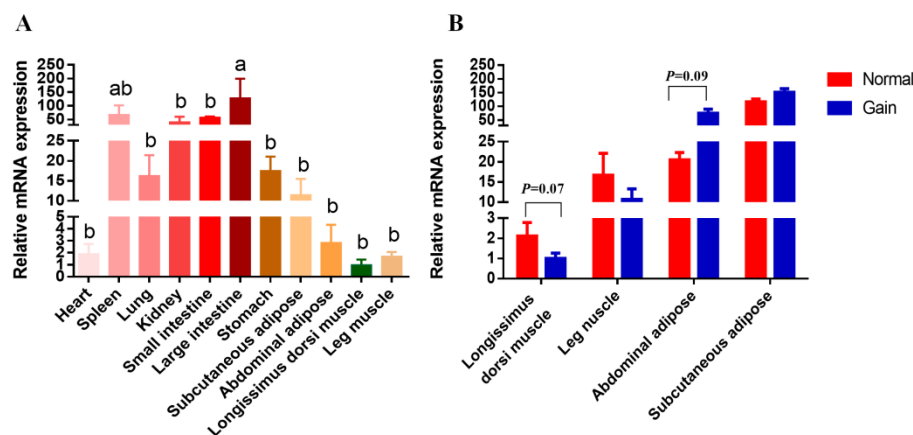 A
Relative mRNA expression
250
200
150
100
50
25
20
15
10
5
4
3
2
1
0
b
ab
b
b
b
a
b
b
b
b
b
Heart
Spleen
Lung
Kidney
Small intestine
Large intestine
Stomach
Subcutaneous adipose
Abdominal adipose
Longissimus dorsi muscle
Leg muscle
B
Relative mRNA expression
250
200
150
100
50
25
20
15
10
3
2
1
0
P=0.07
P=0.09
Longissimus
dorsi muscle
Leg nuscle
Abdominal adipose
Subcutaneous adipose
Normal
Gain